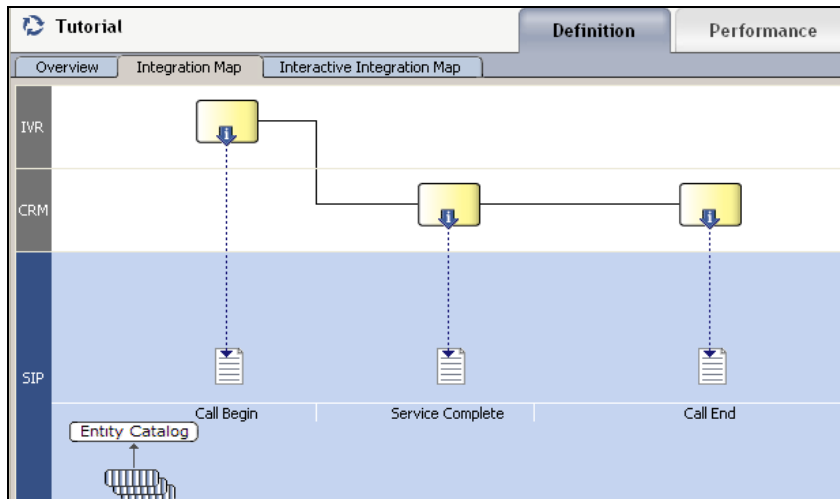 Tutorial
Definition
Performance
Overview
Integration Map
Interactive Integration Map
IVR
CRM
SIP
Call Begin
Service Complete
Call End
Entity Catalog